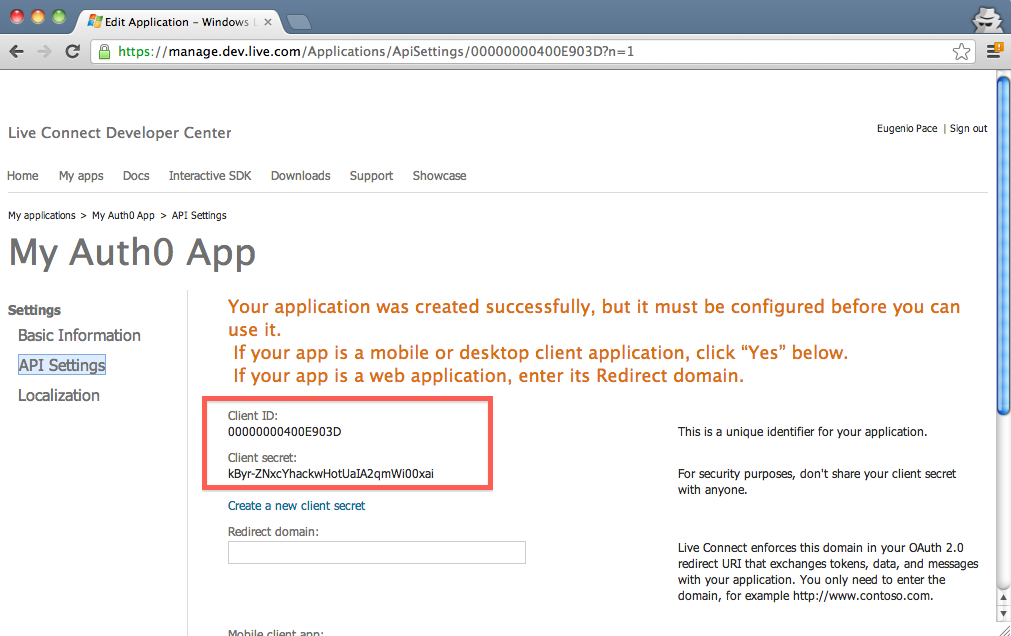 Edit Application – Windows L
https://manage.dev.live.com/Applications/ApiSettings/00000000400E903D?n=1
Live Connect Developer Center
Eugenio Pace | Sign out
Home My apps Docs Interactive SDK Downloads Support Showcase
My applications > My Auth0 App > API Settings
My Auth0 App
Settings
Basic Information
API Settings
Localization
Your application was created successfully, but it must be configured before you can
use it.
If your app is a mobile or desktop client application, click “Yes” below.
If your app is a web application, enter its Redirect domain.
Client ID:
00000000400E903D
This is a unique identifier for your application.
Client secret:
kByr-ZNxcYhackwHotUaIA2qmWi00xai
For security purposes, don't share your client secret
with anyone.
Create a new client secret
Redirect domain:
Live Connect enforces this domain in your OAuth 2.0
redirect URI that exchanges tokens, data, and messages
with your application. You only need to enter the
domain, for example http://www.contoso.com.
Mobile client app: